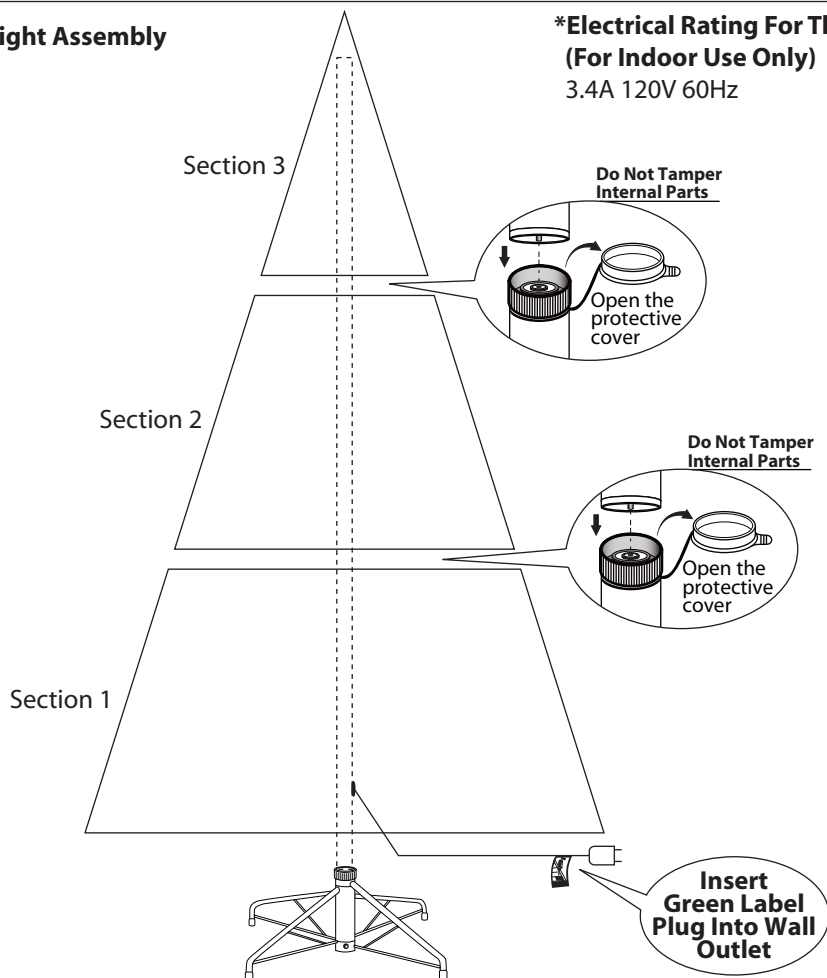 ight Assembly
*Electrical Rating For Th
(For Indoor Use Only)
3.4A 120V 60Hz
Section 3
Do Not Tamper
Internal Parts
Open the
protective
cover
Section 2
Do Not Tamper
Internal Parts
Open the
protective
cover
Section 1
Insert
Green Label
Plug Into Wall
Outlet